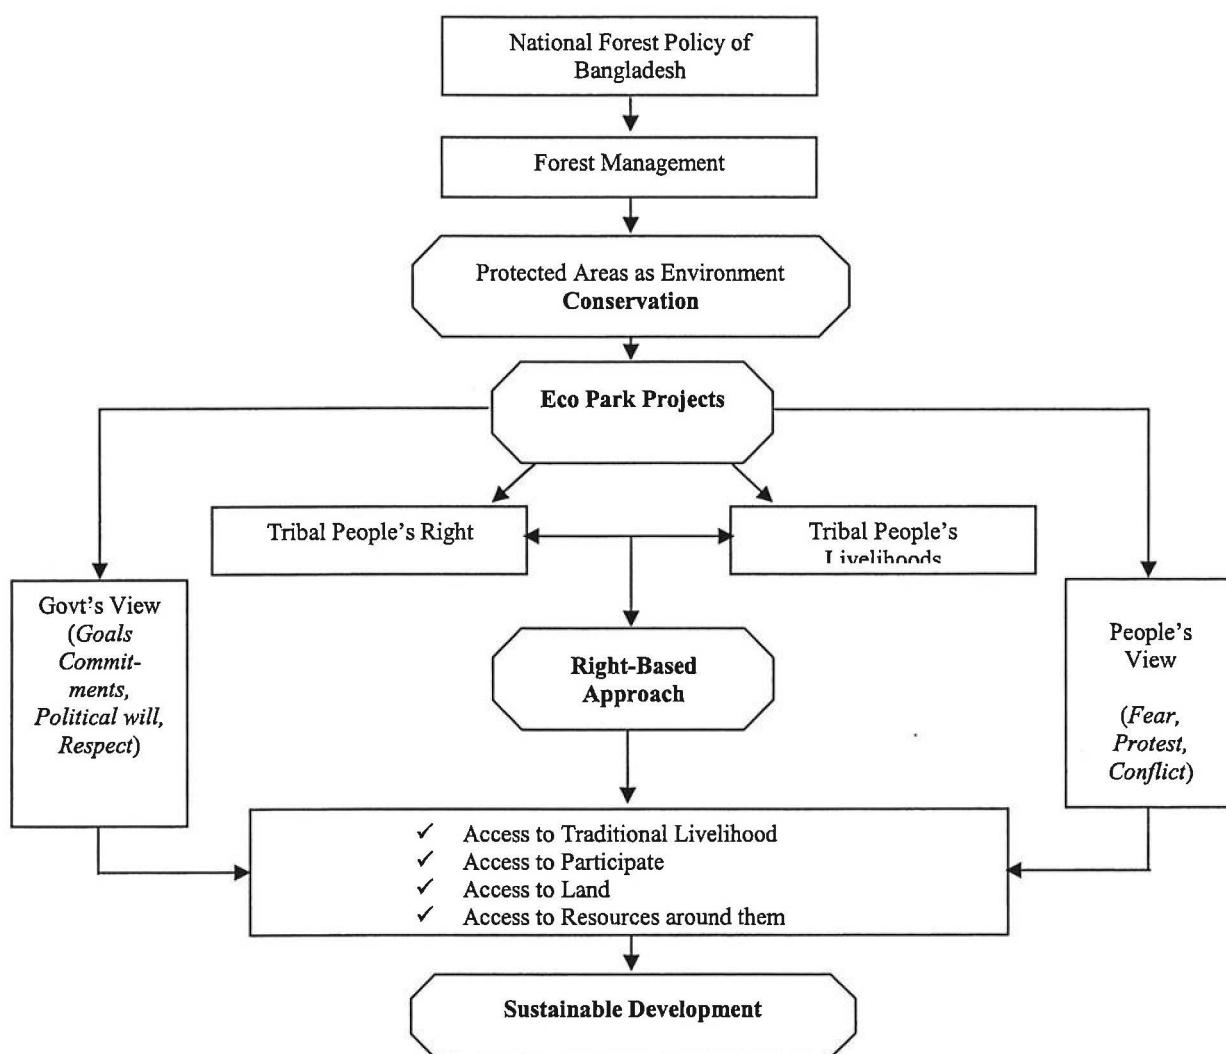 National Forest Policy of
Bangladesh
Forest Management
Protected Areas as Environment
Conservation
Eco Park Projects
Tribal People's Right
Tribal People's
Livelihoods
Govt's View
(Goals
Commit-
ments,
Political will,
Respect)
Right-Based
Approach
People's
View
(Fear,
Protest,
Conflict)
✓ Access to Traditional Livelihood
✓ Access to Participate
✓ Access to Land
✓ Access to Resources around them
Sustainable Development